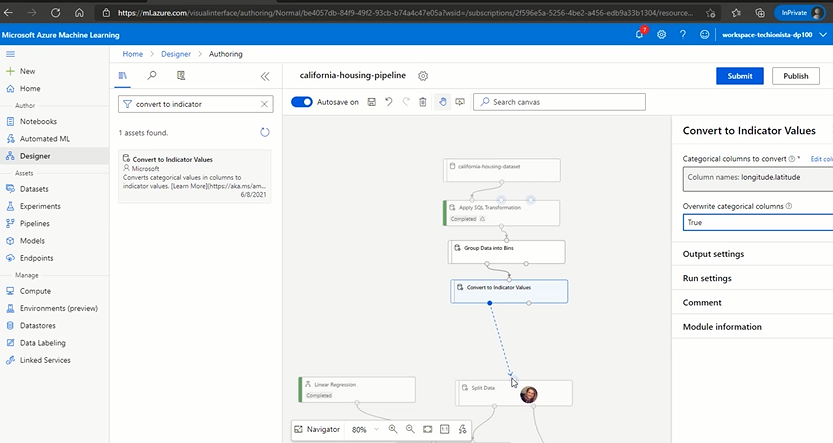 https://ml.azure.com/visualinterface/authoring/Normal/be4057db-84f9-49f2-93cb-b74a4c47e05a?wsid=/subscriptions/2f596e5a-5256-4be2-a456-edb9a33b1304/resource...
InPrivate
Microsoft Azure Machine Learning
7
workspace-techionista-dp100
New
Home
Author
Notebooks
Automated ML
Designer
Assets
Datasets
Experiments
Pipelines
Models
Endpoints
Manage
Compute
Environments (preview)
Datastores
Data Labeling
Linked Services
Home > Designer > Authoring
convert to indicator
1 assets found.
Convert to Indicator Values
Microsoft
Converts categorical values in columns to
indicator values. [Learn More](https://aka.ms/am...
6/8/2021
california-housing-pipeline
Submit
Publish
Autosave on
Search canvas
california-housing-dataset
Apply SQL Transformation
Completed
Group Data into Bins
Convert to Indicator Values
Linear Regression
Completed
Split Data
Navigator
80%
Convert to Indicator Values
Categorical columns to convert * Edit colu
Column names: longitude,latitude
Overwrite categorical columns
True
Output settings
Run settings
Comment
Module information